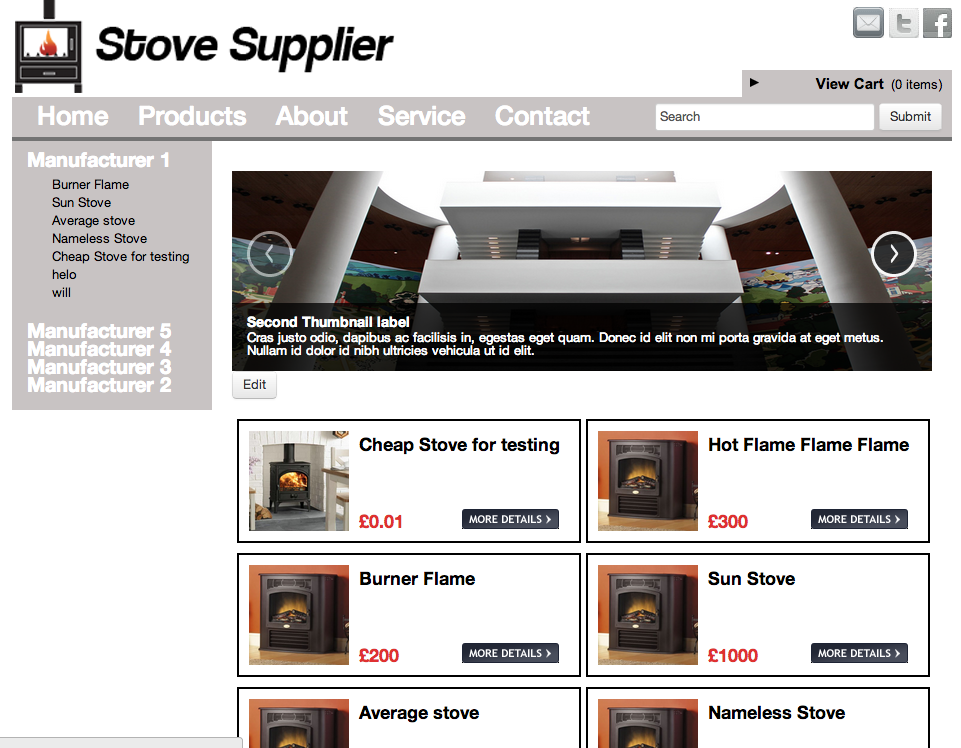 Stove Supplier
View Cart (0 items)
Home Products About Service Contact
Search
Submit
Manufacturer 1
Burner Flame
Sun Stove
Average stove
Nameless Stove
Cheap Stove for testing
helo
will
Manufacturer 5
Manufacturer 4
Manufacturer 3
Manufacturer 2
Second Thumbnail label
Cras justo odio, dapibus ac facilisis in, egestas eget quam. Donec id elit non mi porta gravida at eget metus.
Nullam id dolor id nibh ultricies vehicula ut id elit.
Edit
Cheap Stove for testing
£0.01
MORE DETAILS
Hot Flame Flame Flame
£300
MORE DETAILS
Burner Flame
£200
MORE DETAILS
Sun Stove
£1000
MORE DETAILS
Average stove
Nameless Stove